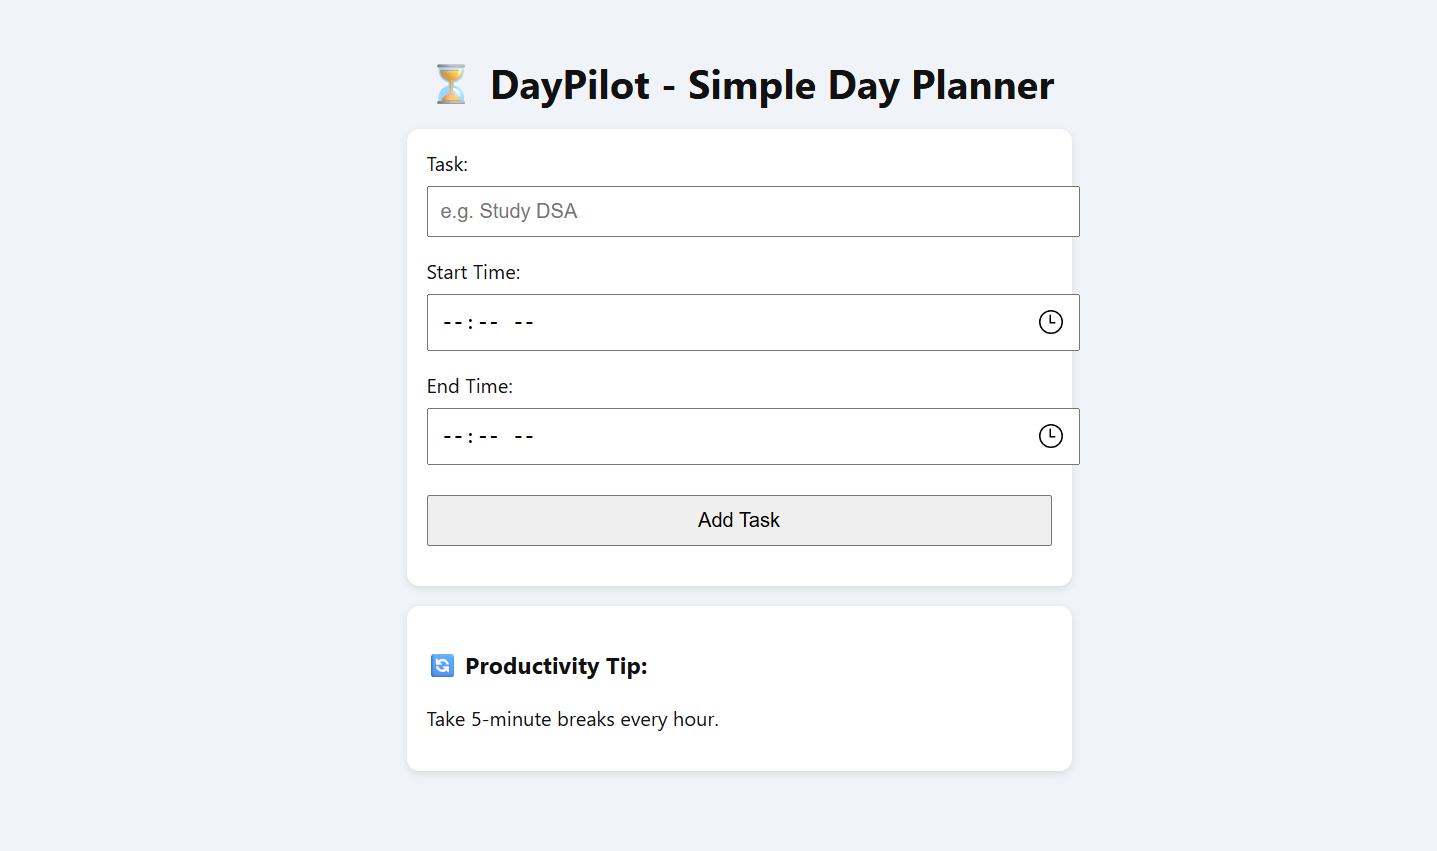 ⏳ DayPilot - Simple Day Planner
Task:
e.g. Study DSA
Start Time:
--:-- --
End Time:
--:-- --
Add Task
🔄 Productivity Tip:
Take 5-minute breaks every hour.